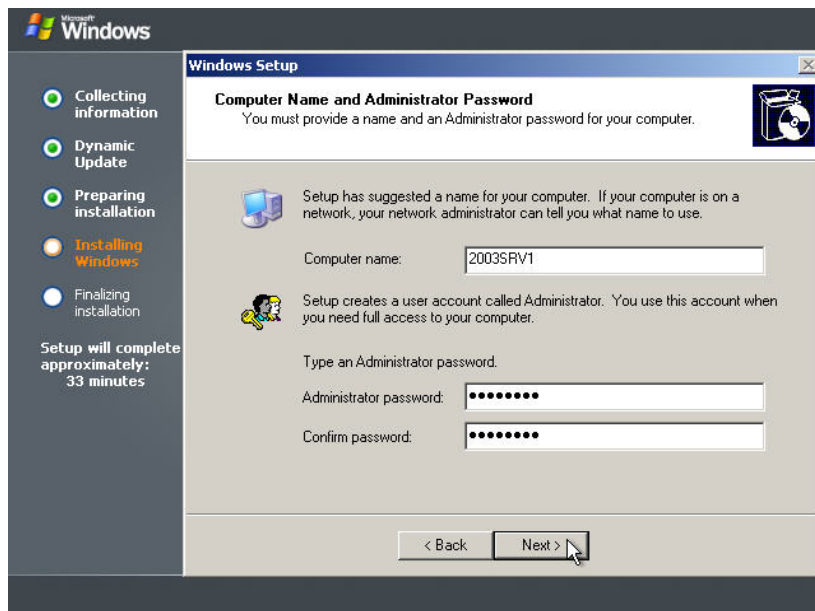 Microsoft
Windows
Collecting
information
Dynamic
Update
Preparing
installation
Installing
Windows
Finalizing
installation
Setup will complete
approximately:
33 minutes
Windows Setup
Computer Name and Administrator Password
You must provide a name and an Administrator password for your computer.
Setup has suggested a name for your computer. If your computer is on a
network, your network administrator can tell you what name to use.
Computer name:
2003SRV1
Setup creates a user account called Administrator. You use this account when
you need full access to your computer.
Type an Administrator password.
Administrator password:
••••••••
Confirm password:
••••••••
< Back
Next >